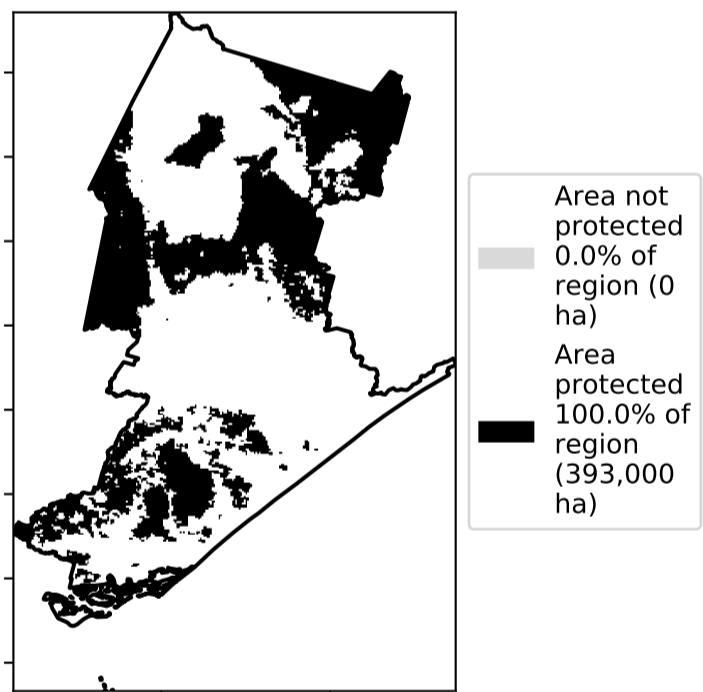 Area not
protected
0.0% of
region (0
ha)
Area
protected
100.0% of
region
(393,000
ha)